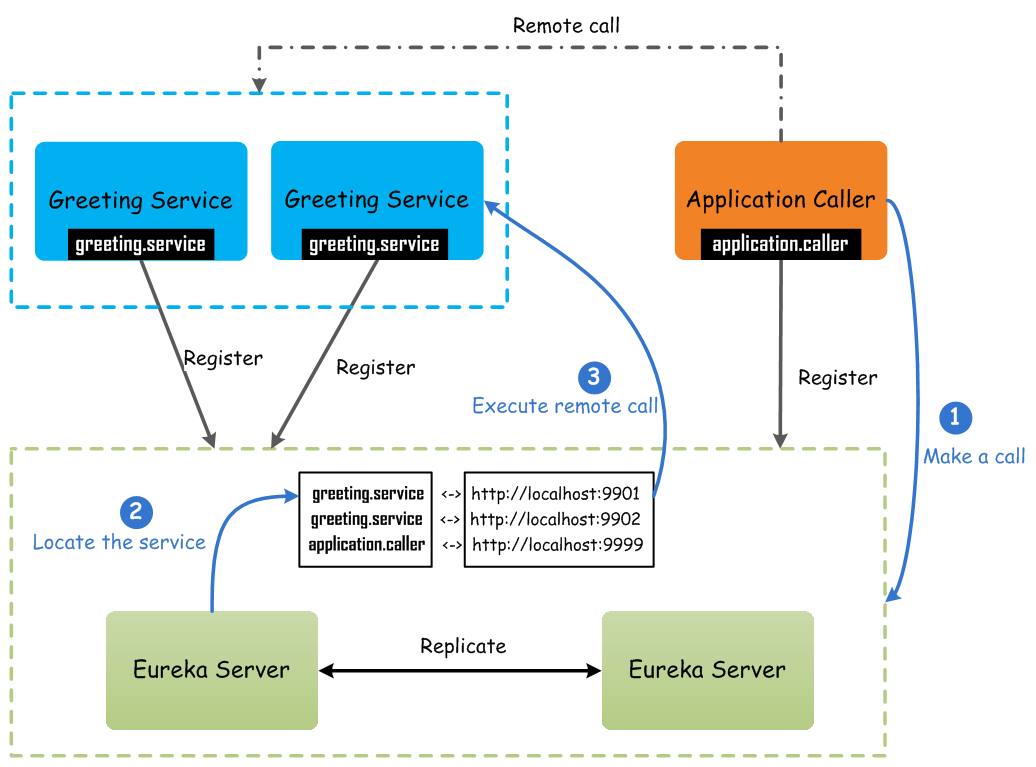 Remote call
Greeting Service
greeting.service
Greeting Service
greeting.service
Application Caller
application.caller
Register
Register
Register
3
Execute remote call
1
Make a call
2
Locate the service
greeting.service <-> http://localhost:9901
greeting.service <-> http://localhost:9902
application.caller <-> http://localhost:9999
Eureka Server
Replicate
Eureka Server